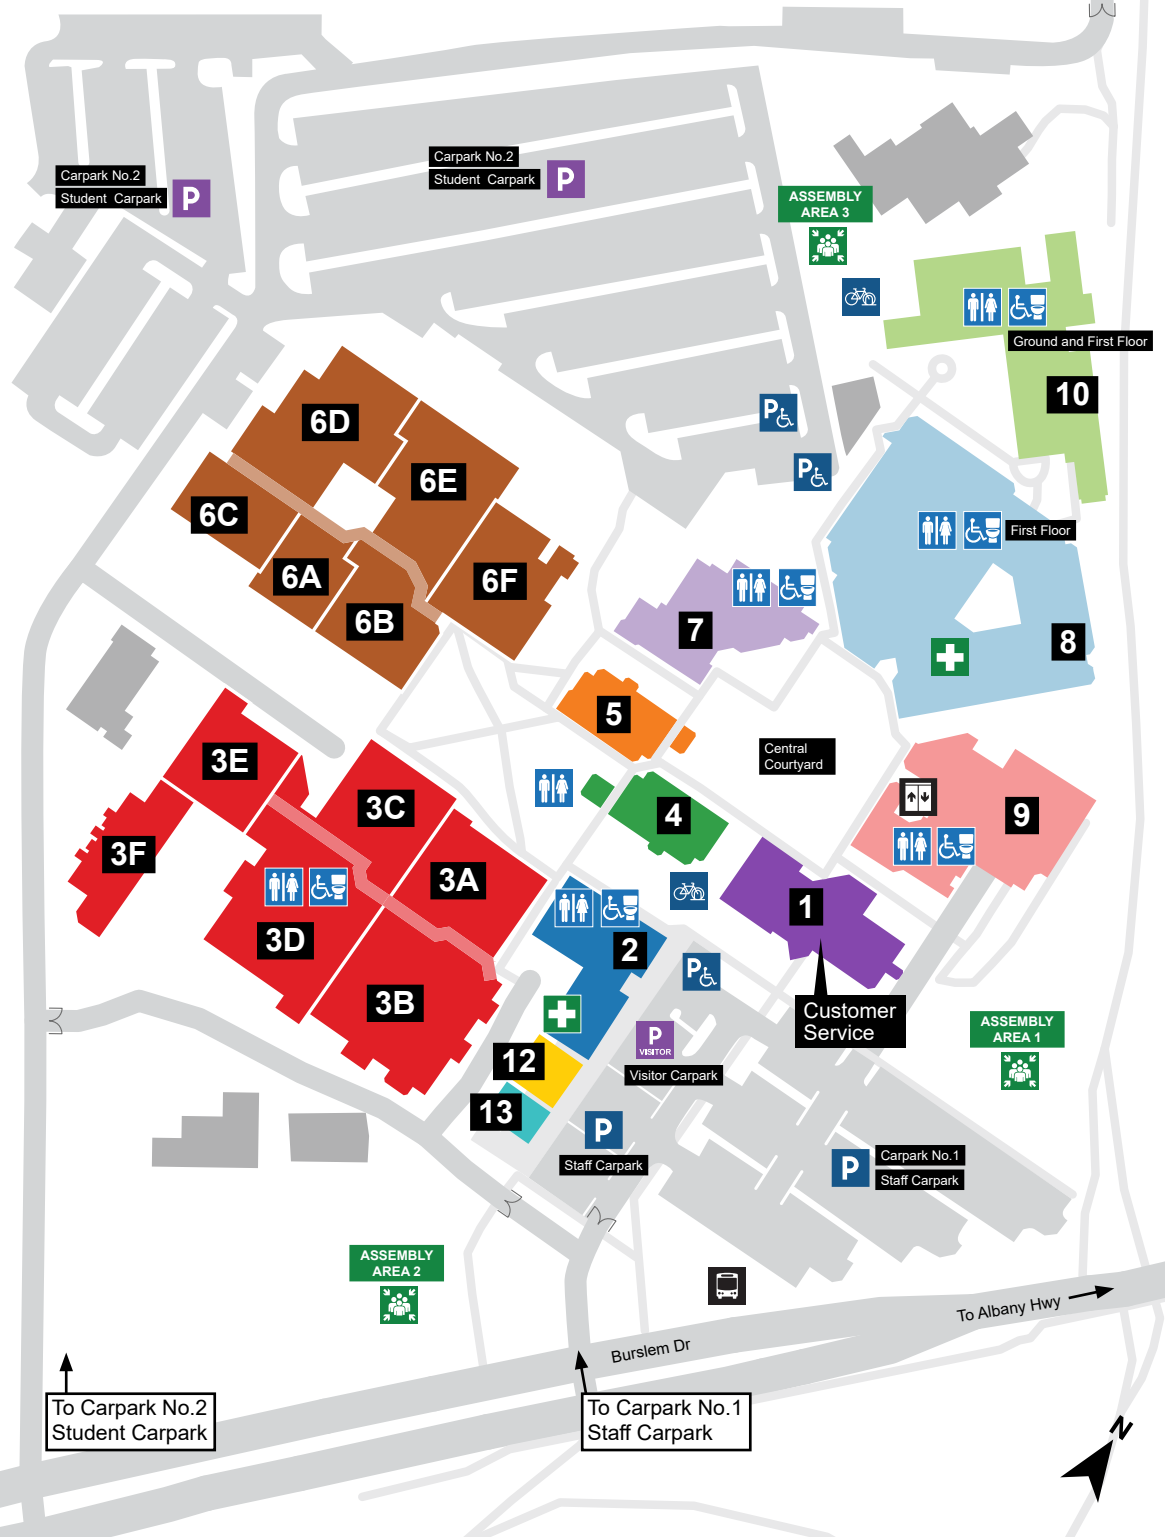 Carpark No.2
Student Carpark
P
Carpark No.2
Student Carpark
P
ASSEMBLY
AREA 3
Ground and First Floor
10
P
P
6D
6E
6C
6A
6F
6B
First Floor
7
8
5
Central
Courtyard
3E
3C
4
9
3F
3A
1
3D
2
3B
P
Customer
Service
ASSEMBLY
AREA 1
P
VISITOR
Visitor Carpark
12
13
P
Staff Carpark
P
Carpark No.1
Staff Carpark
ASSEMBLY
AREA 2
To Albany Hwy
Burslem Dr
To Carpark No.2
Student Carpark
To Carpark No.1
Staff Carpark
N